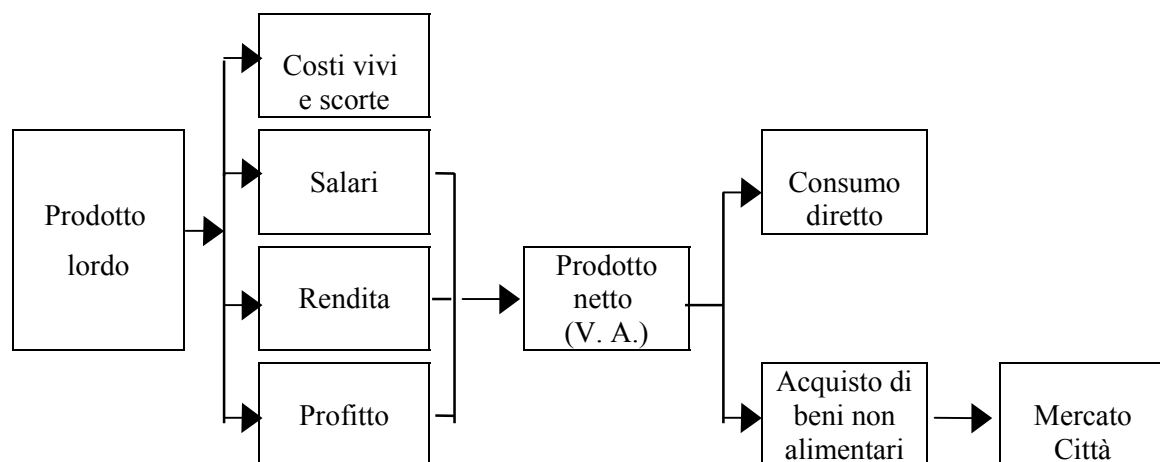 Costi vivi
e scorte
Prodotto
lordo
Salari
Rendita
Profitto
Prodotto
netto
(V. A.)
Consumo
diretto
Acquisto di
beni non
alimentari
Mercato
Città